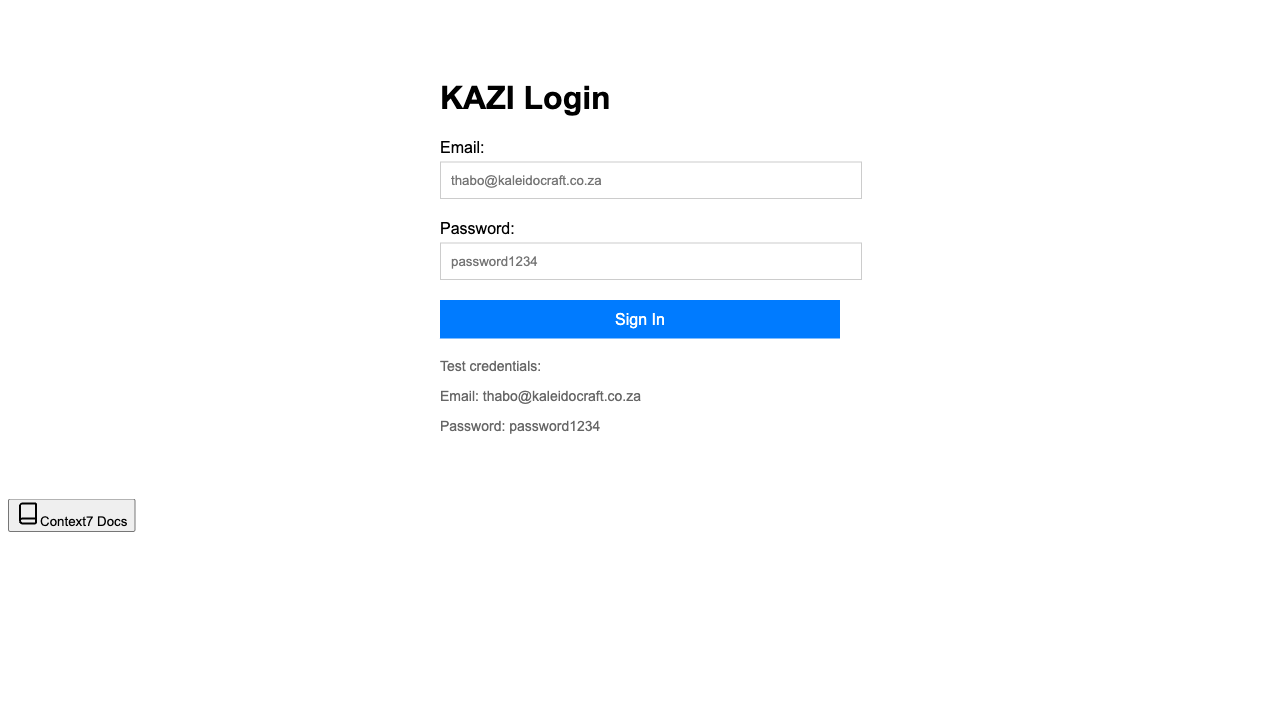 KAZI Login
Email:
thabo@kaleidocraft.co.za
Password:
password1234
Sign In
Test credentials:
Email: thabo@kaleidocraft.co.za
Password: password1234
Context7 Docs